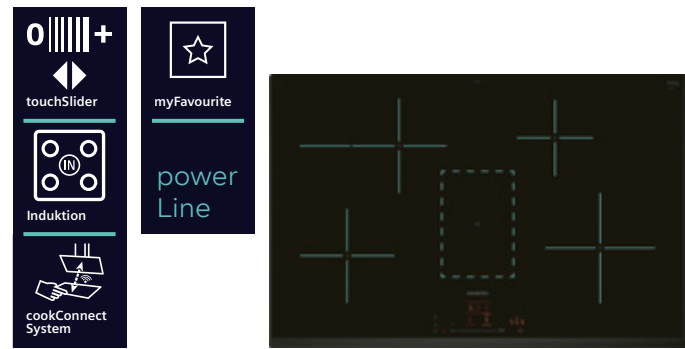 0 +
touchSlider
IN
Induktion
cookConnect
System
myFavourite
power
Line